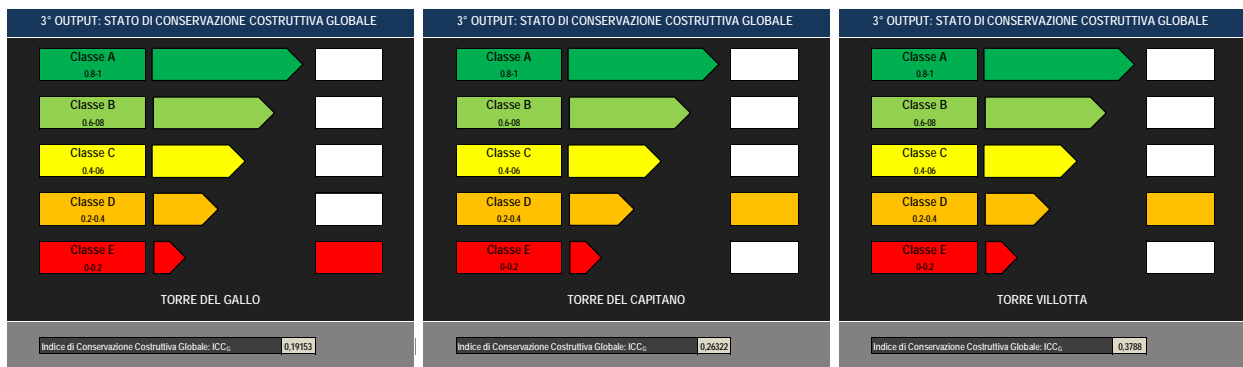 3° OUTPUT: STATO DI CONSERVAZIONE COSTRUTTIVA GLOBALE
Classe A
0.8-1
Classe B
0.6-08
Classe C
0.4-06
Classe D
0.2-0.4
Classe E
0-0.2
TORRE DEL GALLO
Indice di Conservazione Costruttiva Globale: ICCG 0,19153
3° OUTPUT: STATO DI CONSERVAZIONE COSTRUTTIVA GLOBALE
Classe A
0.8-1
Classe B
0.6-08
Classe C
0.4-06
Classe D
0.2-0.4
Classe E
0-0.2
TORRE DEL CAPITANO
Indice di Conservazione Costruttiva Globale: ICCG 0,26322
3° OUTPUT: STATO DI CONSERVAZIONE COSTRUTTIVA GLOBALE
Classe A
0.8-1
Classe B
0.6-08
Classe C
0.4-06
Classe D
0.2-0.4
Classe E
0-0.2
TORRE VILLOTTA
Indice di Conservazione Costruttiva Globale: ICCG 0,3788